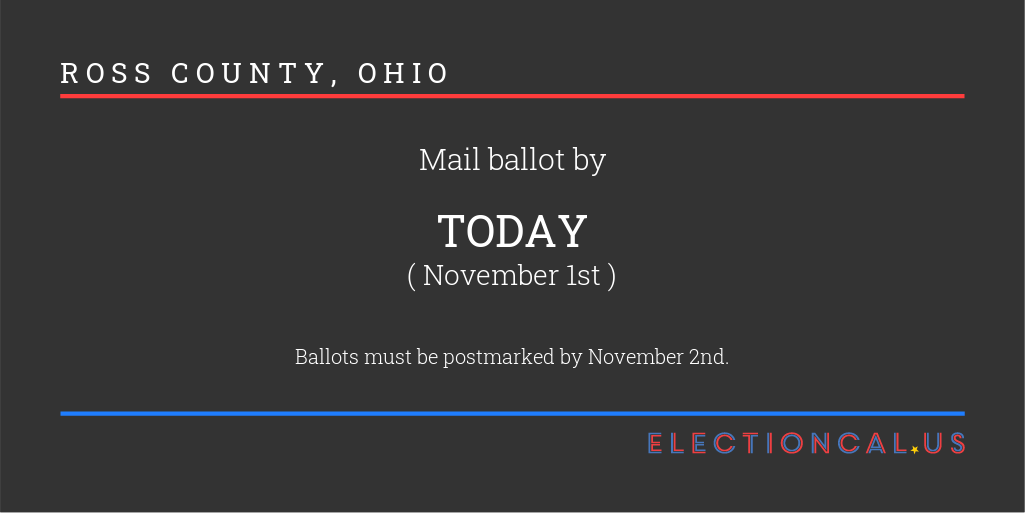 ROSS COUNTY, OHIO
Mail ballot by
TODAY
( November 1st )
Ballots must be postmarked by November 2nd.
ELECTIONCAL.US